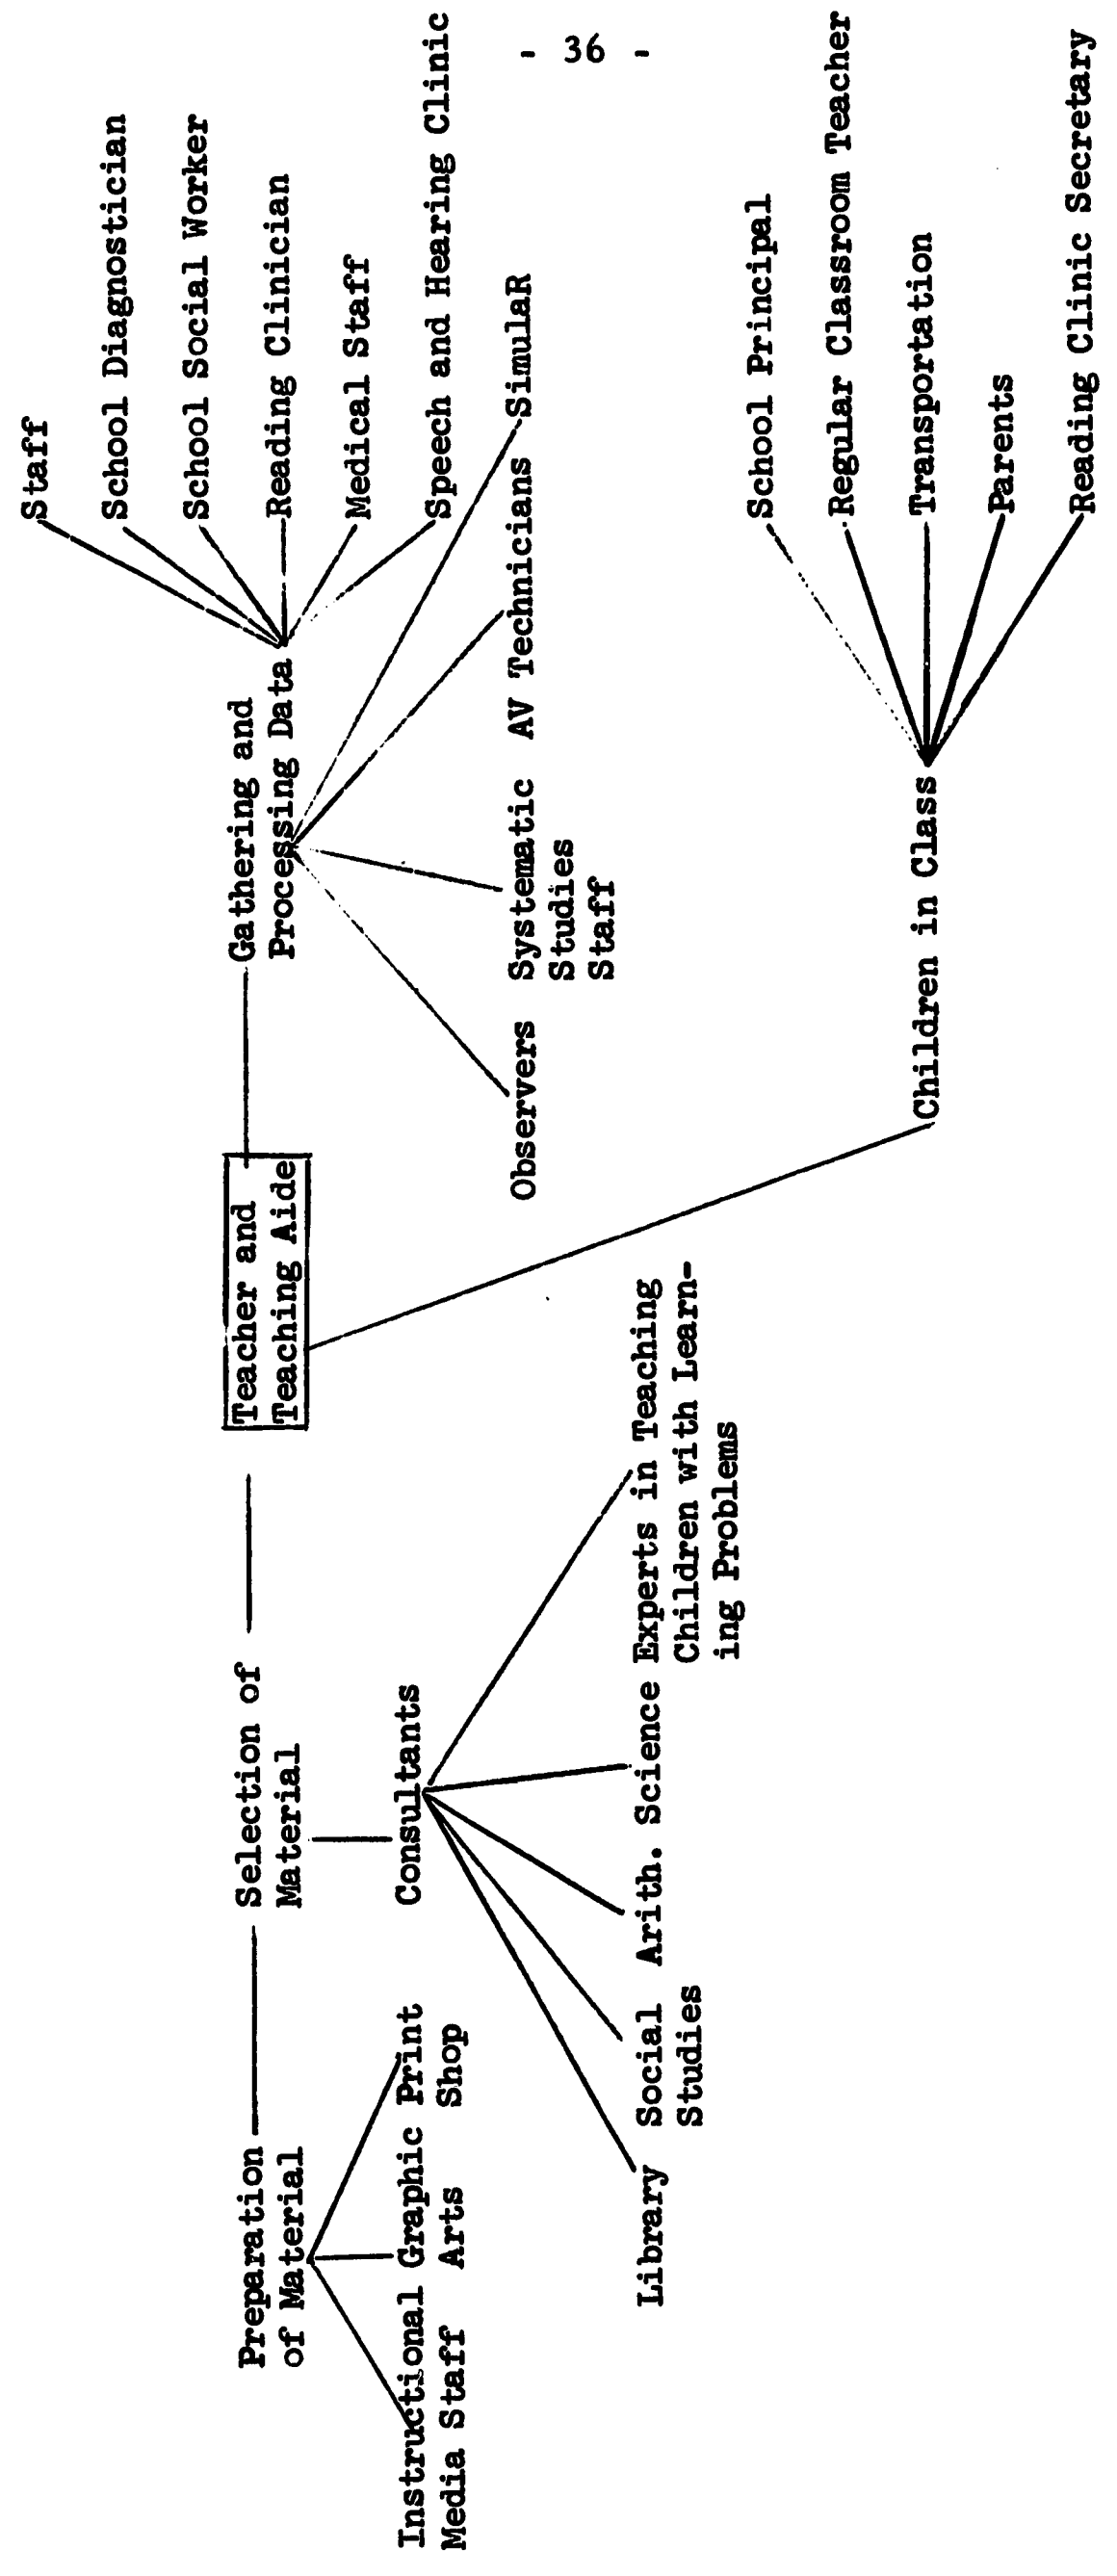 - 36 -
Staff
School Diagnostician
School Social Worker
Reading Clinician
Medical Staff
Speech and Hearing Clinic
Gathering and
Processing Data
Observers
Systematic
Studies
Staff
AV Technicians
SimulaR
Teacher and
Teaching Aide
Selection of
Material
Preparation
of Material
Instructional
Media Staff
Graphic
Arts
Print
Shop
Consultants
Library
Social
Studies
Arith.
Science
Experts in Teaching
Children with Learn-
ing Problems
Children in Class
School Principal
Regular Classroom Teacher
Transportation
Parents
Reading Clinic Secretary